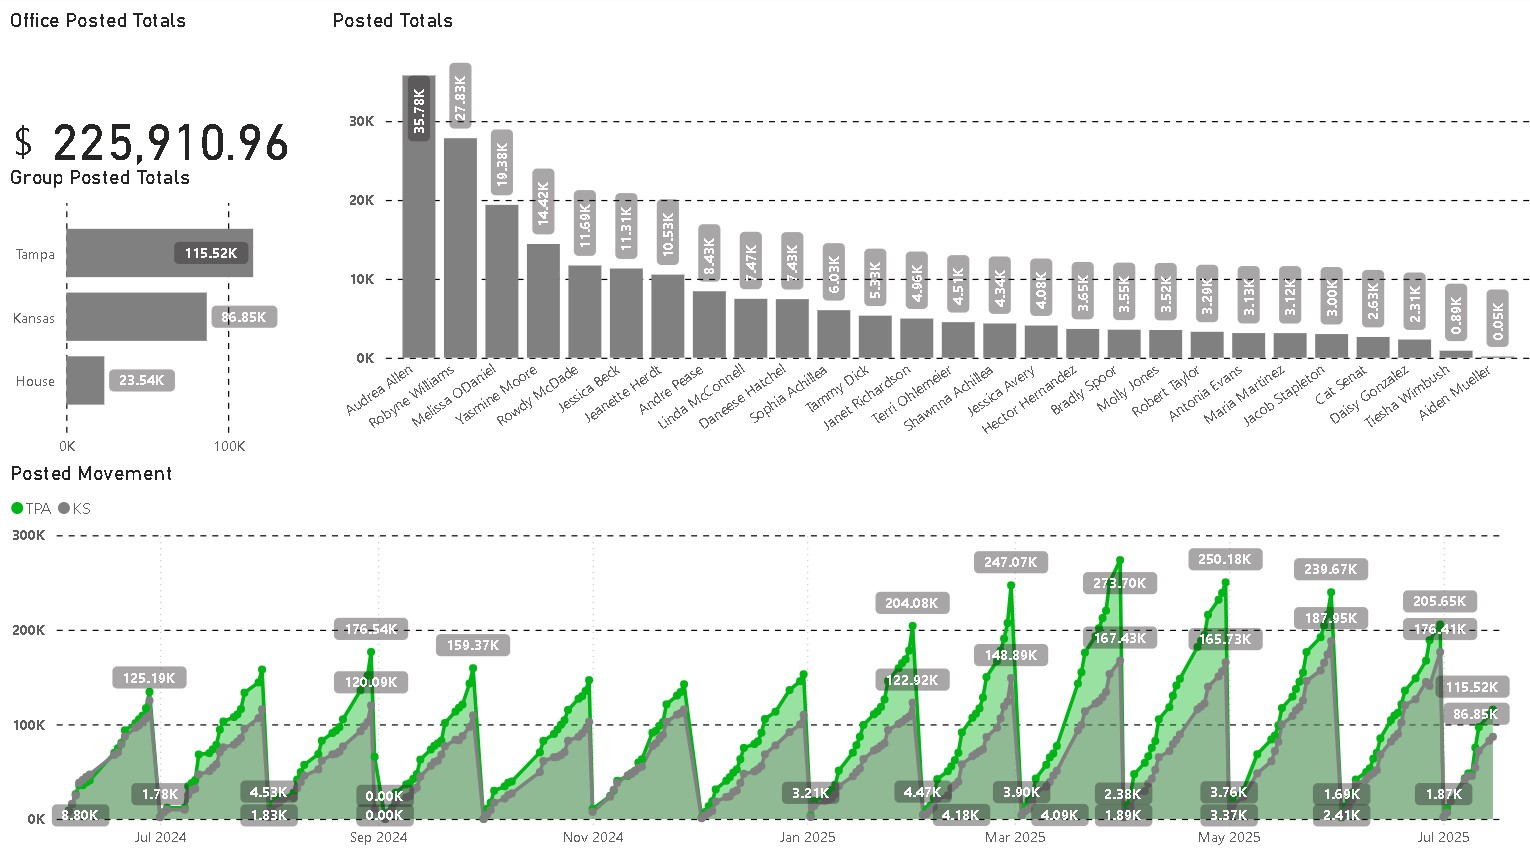 Office Posted Totals
$ 225,910.96
Group Posted Totals
Tampa 115.52K
Kansas 86.85K
House 23.54K
0K 100K
Posted Totals
30K
20K
10K
0K
35.78K 27.83K 19.38K 14.42K 11.69K 11.31K 10.53K 8.43K 7.47K 7.43K 6.03K 5.33K 4.96K 4.51K 4.34K 4.08K 3.65K 3.55K 3.52K 3.29K 3.13K 3.12K 3.00K 2.63K 2.31K 0.89K 0.05K
Audrea Allen
Robyne Williams
Melissa ODaniel
Yasmine Moore
Rowdy McDade
Jessica Beck
Jeanette Herdt
Andre Pease
Linda McConnell
Daneese Hatchel
Sophia Achillea
Tammy Dick
Janet Richardson
Terri Ohlemeier
Shawnna Achillea
Jessica Avery
Hector Hernandez
Bradly Spoor
Molly Jones
Robert Taylor
Antonia Evans
Maria Martinez
Jacob Stapleton
Cat Senat
Daisy Gonzalez
Tiesha Wimbush
Aiden Mueller
Posted Movement
TPA KS
300K
200K
100K
0K
125.19K 176.54K 159.37K 204.08K 247.07K 273.70K 250.18K 239.67K 205.65K
120.09K 122.92K 148.89K 167.43K 165.73K 187.95K 176.41K 115.52K
86.85K
1.78K 4.53K 0.00K 3.21K 4.47K 3.90K 2.38K 3.76K 1.69K 1.87K
8.80K 1.83K 0.00K 4.18K 4.09K 1.89K 3.37K 2.41K
Jul 2024 Sep 2024 Nov 2024 Jan 2025 Mar 2025 May 2025 Jul 2025